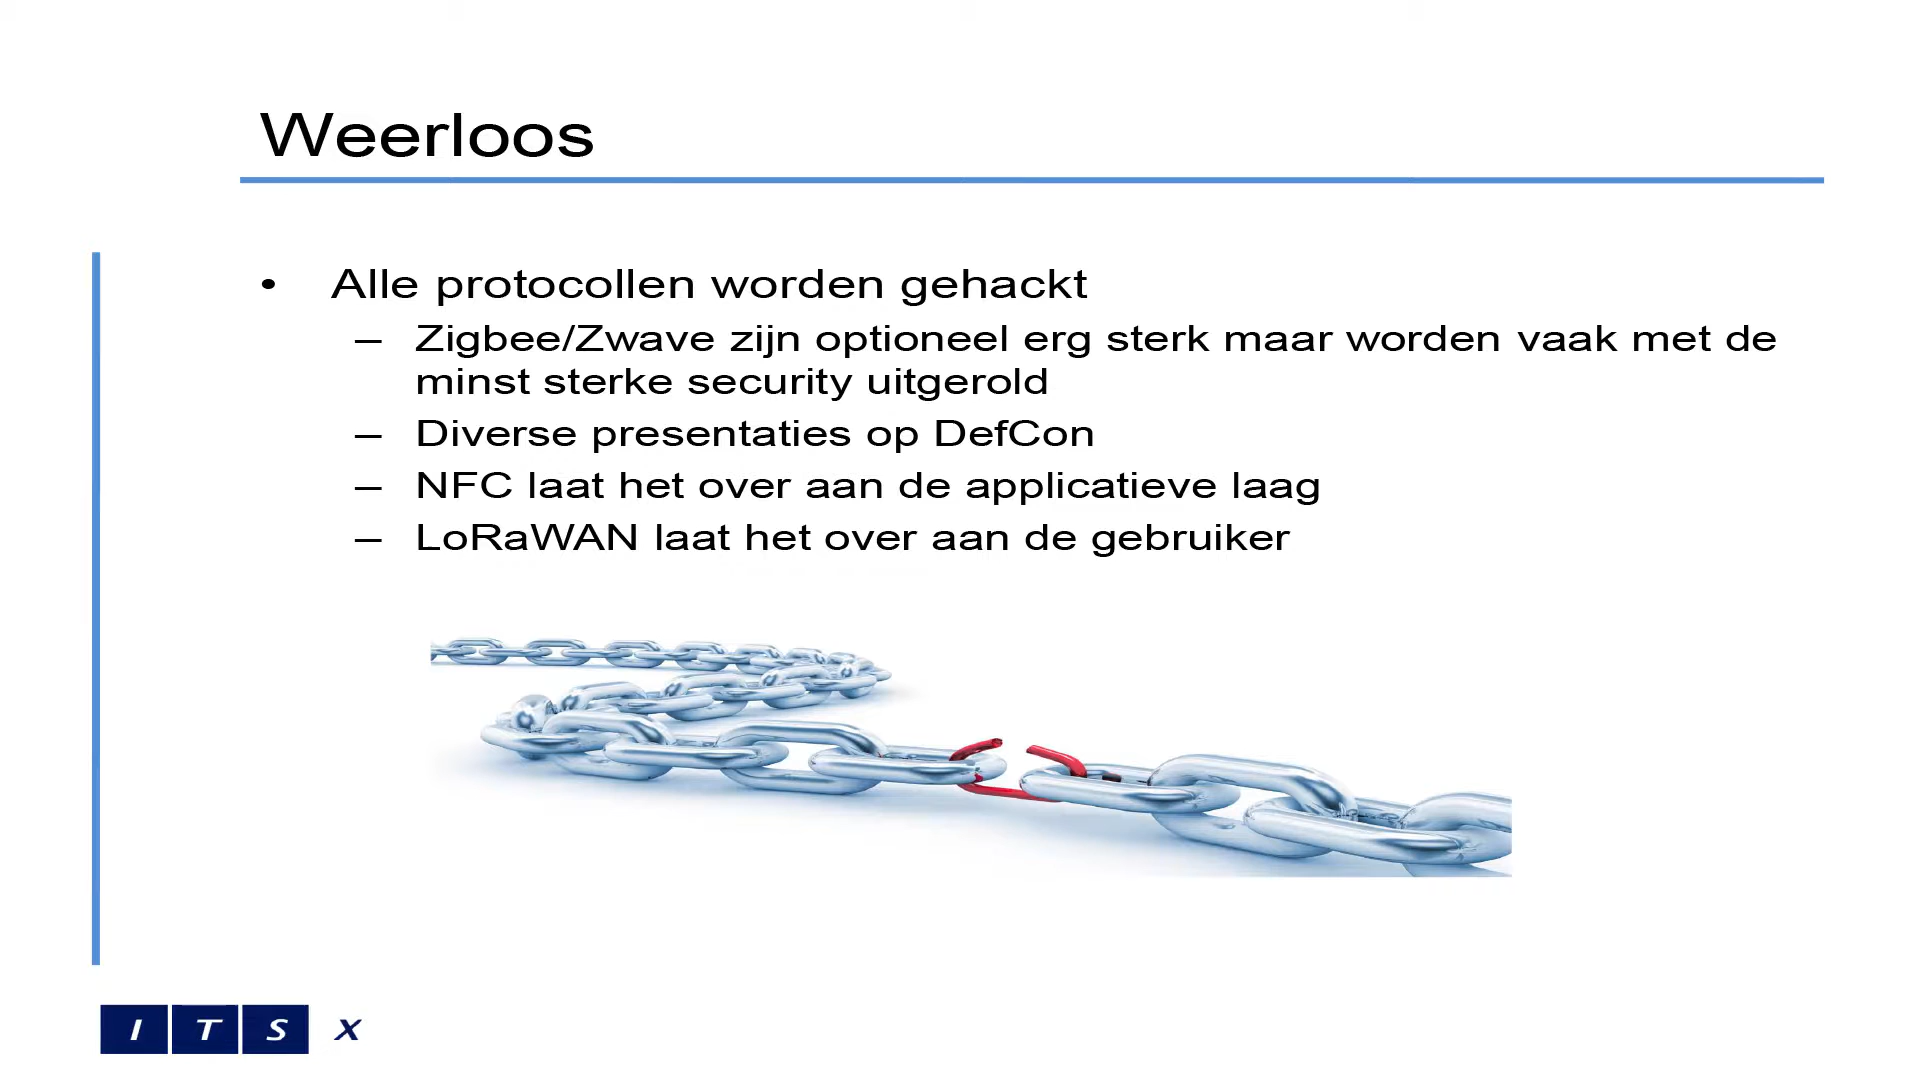 Weerloos
• Alle protocollen worden gehackt
– Zigbee/Zwave zijn optioneel erg sterk maar worden vaak met de
minst sterke security uitgerold
– Diverse presentaties op DefCon
– NFC laat het over aan de applicatieve laag
– LoRaWAN laat het over aan de gebruiker
I T S X